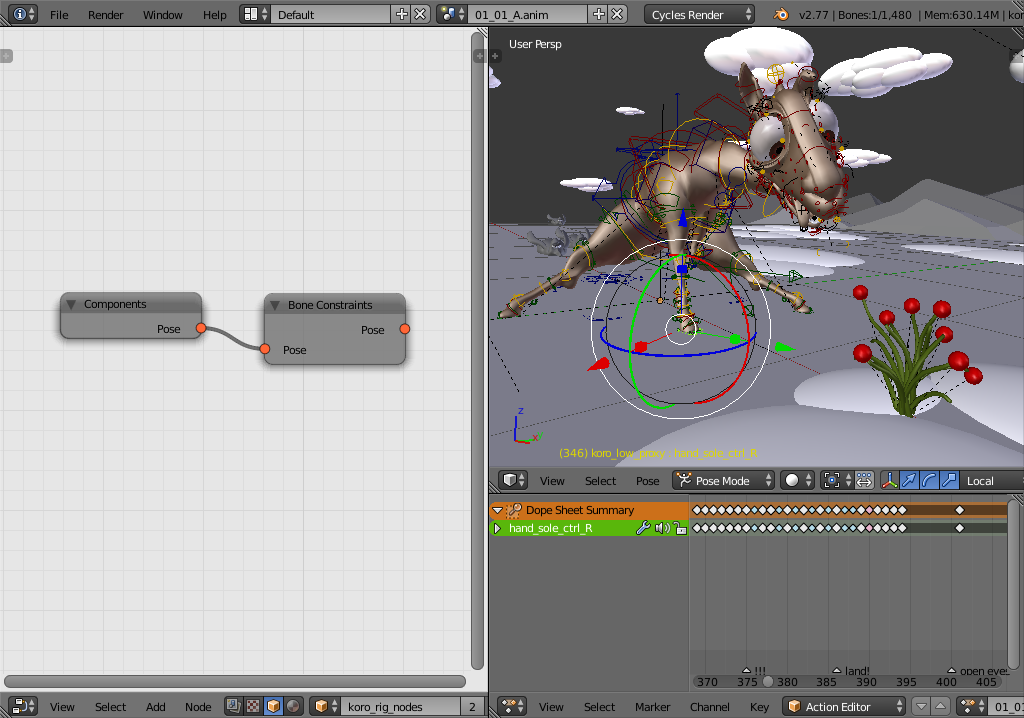 File Render Window Help Default 01_01_A.anim Cycles Render v2.77 | Bones:1/1,480 | Mem:630.14M |
User Persp
Components
Pose
Bone Constraints
Pose
Pose
z
x
(346) koro_low_proxy : hand_sole_ctrl_R
View Select Pose Pose Mode Local
Dope Sheet Summary
hand_sole_ctrl_R
!!! land! open eyes
370 375 380 385 390 395 400 405
View Select Add Node koro_rig_nodes 2
View Select Marker Channel Key Action Editor